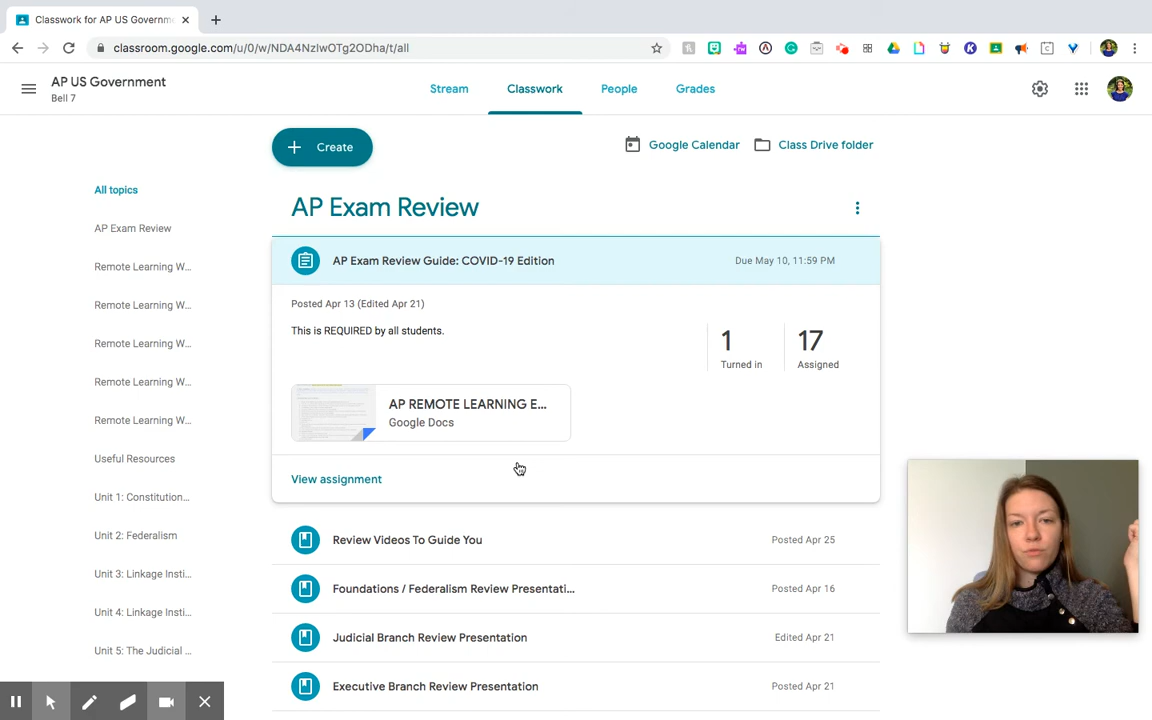 Classwork for AP US Governm
classroom.google.com/u/0/w/NDA4NzIwOTg2ODha/t/all
AP US Government
Bell 7
Stream
Classwork
People
Grades
Create
Google Calendar
Class Drive folder
All topics
AP Exam Review
Remote Learning W...
Remote Learning W...
Remote Learning W...
Remote Learning W...
Remote Learning W...
Useful Resources
Unit 1: Constitution...
Unit 2: Federalism
Unit 3: Linkage Insti...
Unit 4: Linkage Insti...
Unit 5: The Judicial ...
AP Exam Review
AP Exam Review Guide: COVID-19 Edition
Due May 10, 11:59 PM
Posted Apr 13 (Edited Apr 21)
This is REQUIRED by all students.
1
Turned in
17
Assigned
AP REMOTE LEARNING E...
Google Docs
View assignment
Review Videos To Guide You
Posted Apr 25
Foundations / Federalism Review Presentati...
Posted Apr 16
Judicial Branch Review Presentation
Edited Apr 21
Executive Branch Review Presentation
Posted Apr 21